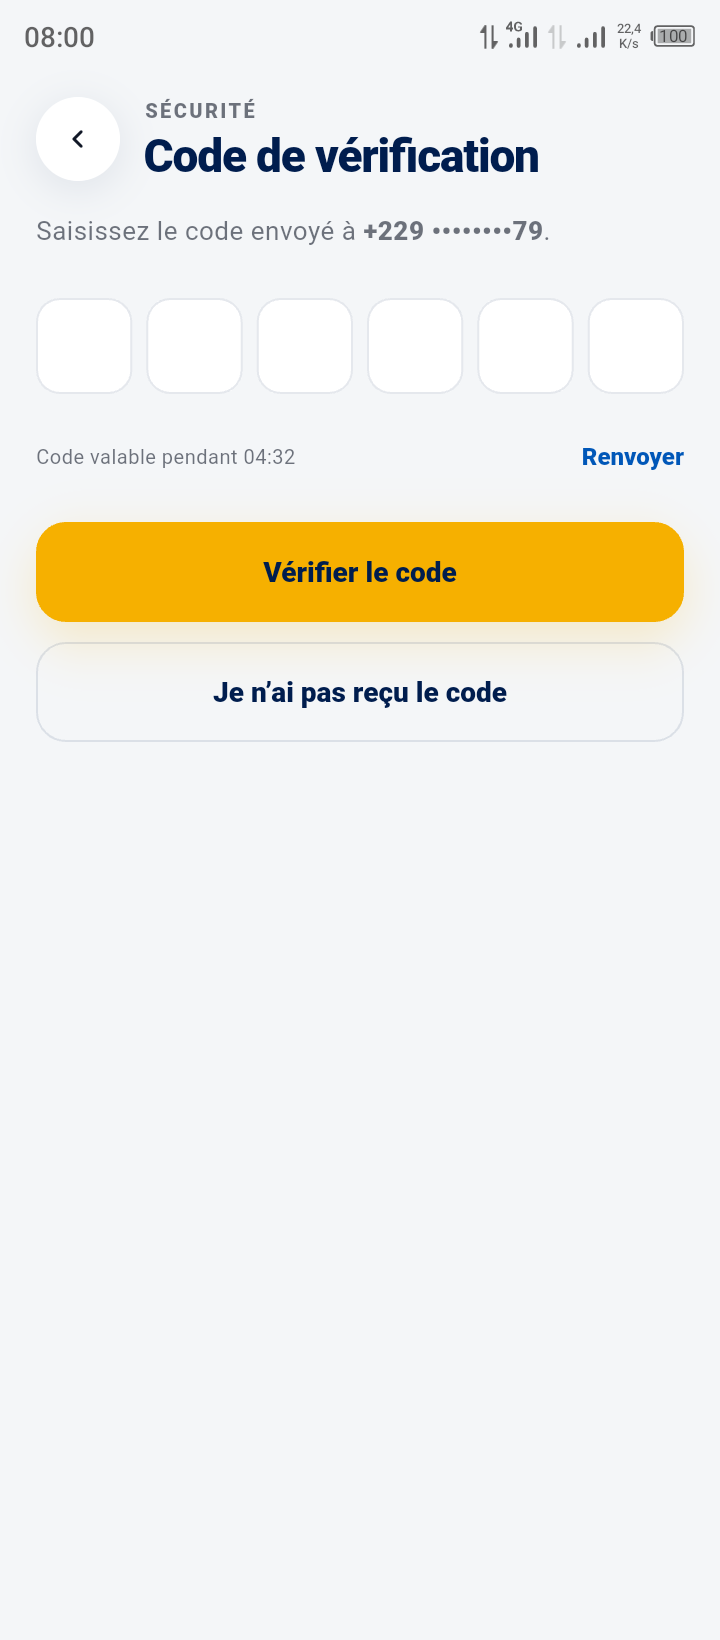 08:00
4G
22,4
K/s
100
SÉCURITÉ
Code de vérification
Saisissez le code envoyé à +229 ••••••••79.
Code valable pendant 04:32
Renvoyer
Vérifier le code
Je n’ai pas reçu le code